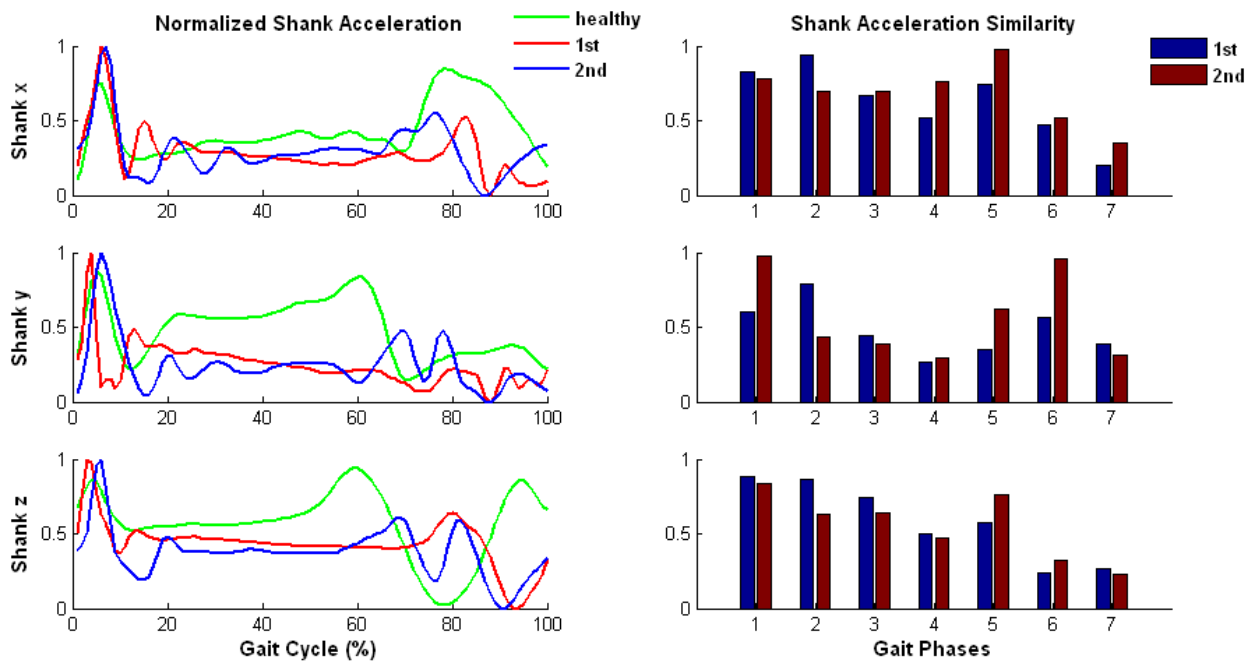 Normalized Shank Acceleration
healthy
1st
2nd
Shank Acceleration Similarity
1st
2nd
Shank x
1
0.5
0
0 20 40 60 80 100
1
0.5
0
1 2 3 4 5 6 7
Shank y
1
0.5
0
0 20 40 60 80 100
1
0.5
0
1 2 3 4 5 6 7
Shank z
1
0.5
0
0 20 40 60 80 100
Gait Cycle (%)
1
0.5
0
1 2 3 4 5 6 7
Gait Phases